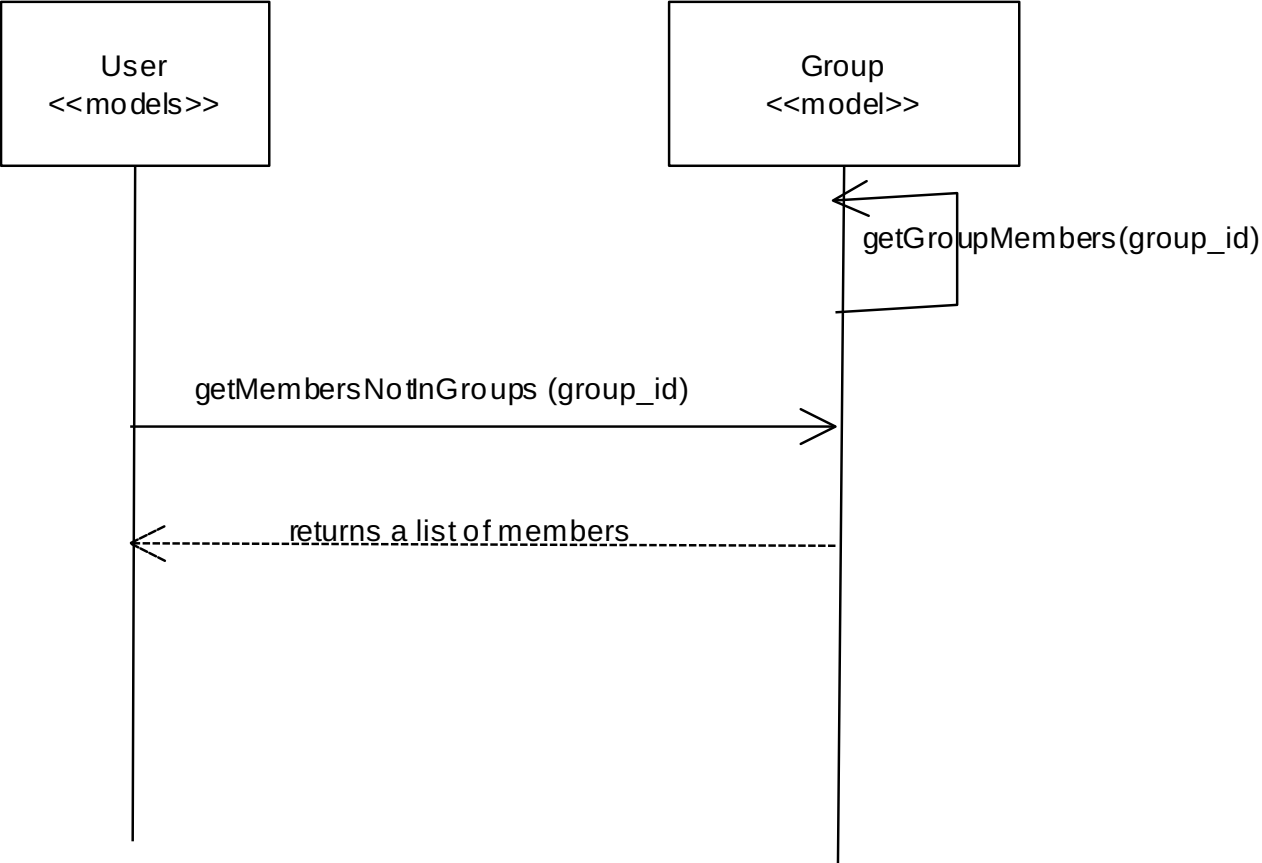 User
<<models>>
Group
<<model>>
getGroupMembers(group_id)
getMembersNotInGroups (group_id)
returns a list of members